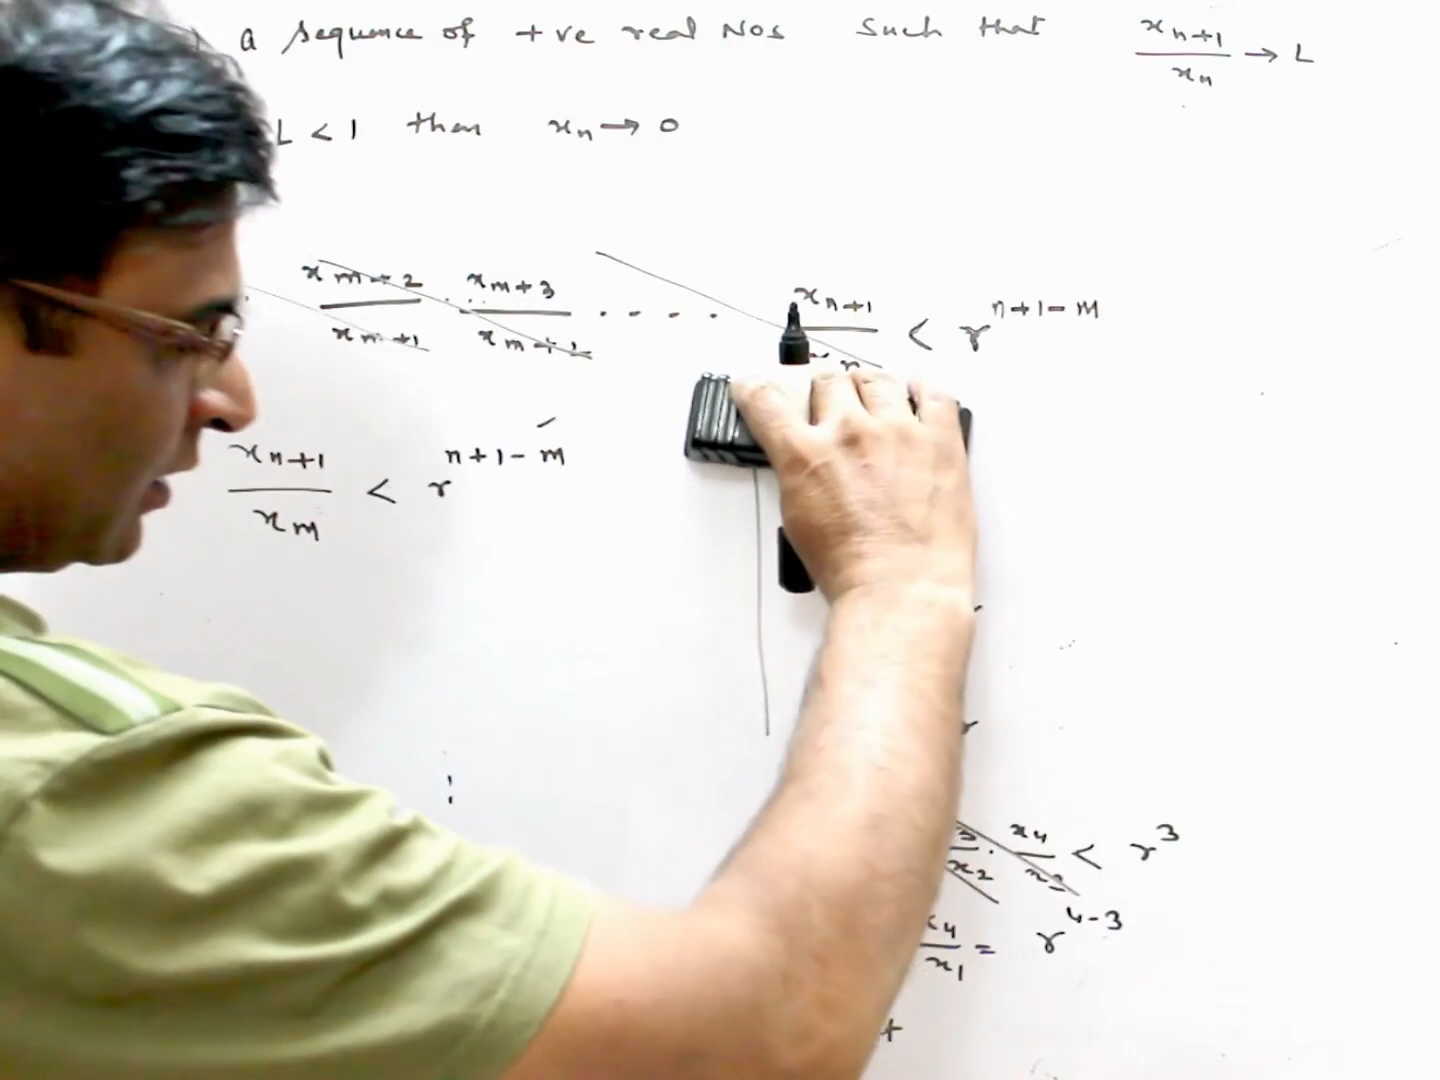 a sequence of +ve real Nos such that x_{n+1}/x_n → L
L < 1 then x_n → 0
x_{m+2}/x_{m+1} · x_{m+3}/x_{m+2} ..... x_{n+1}/x_n < r^{n+1-m}
x_{n+1}/x_m < r^{n+1-m}
x_4 < r^3
x_4/x_1 = r^{4-3}